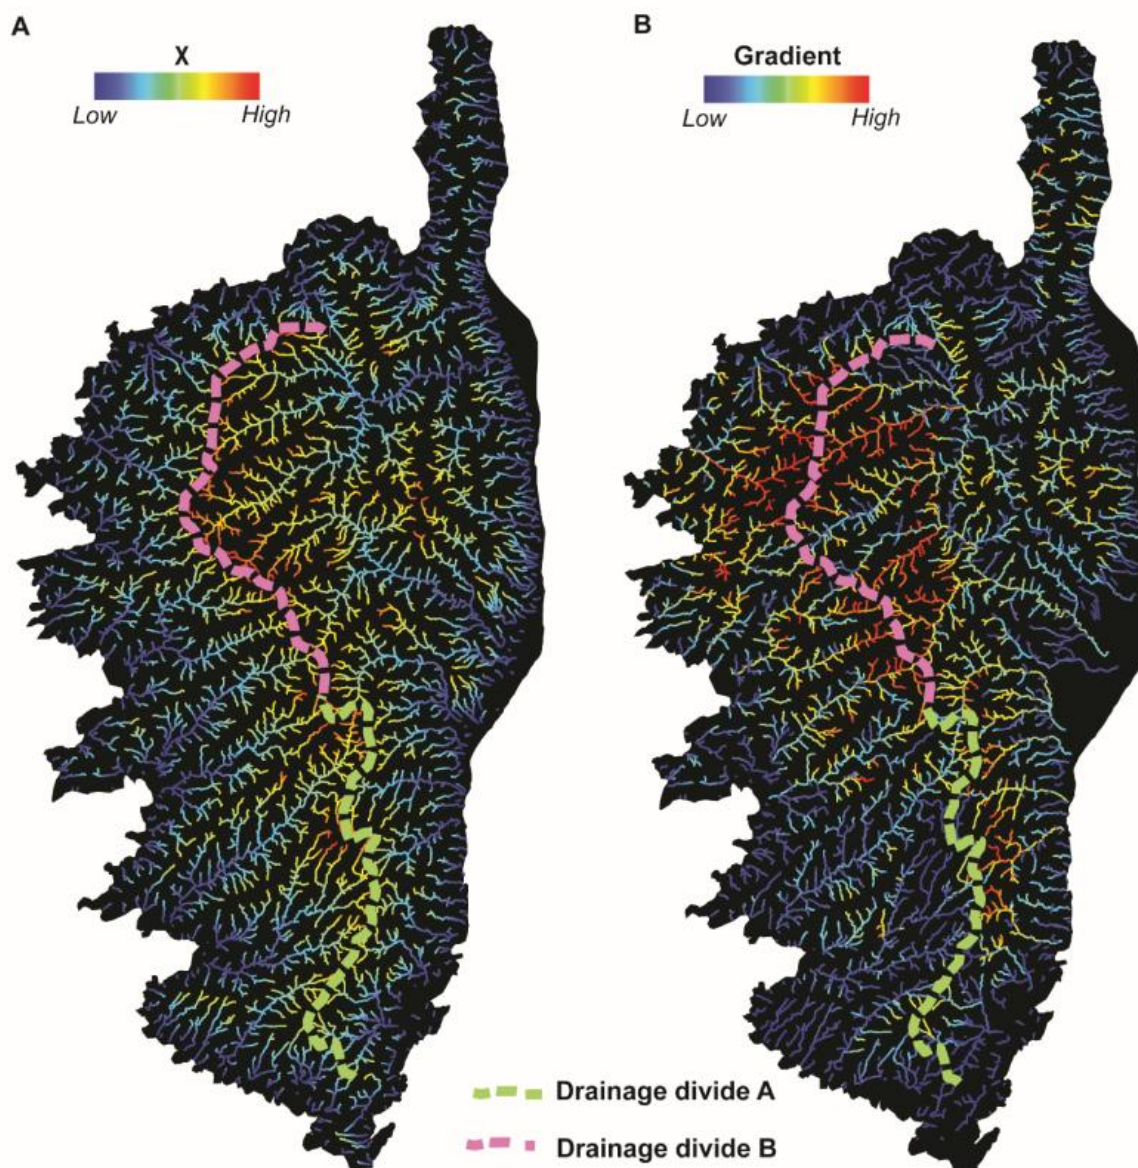 A
X
Low High
B
Gradient
Low High
Drainage divide A
Drainage divide B